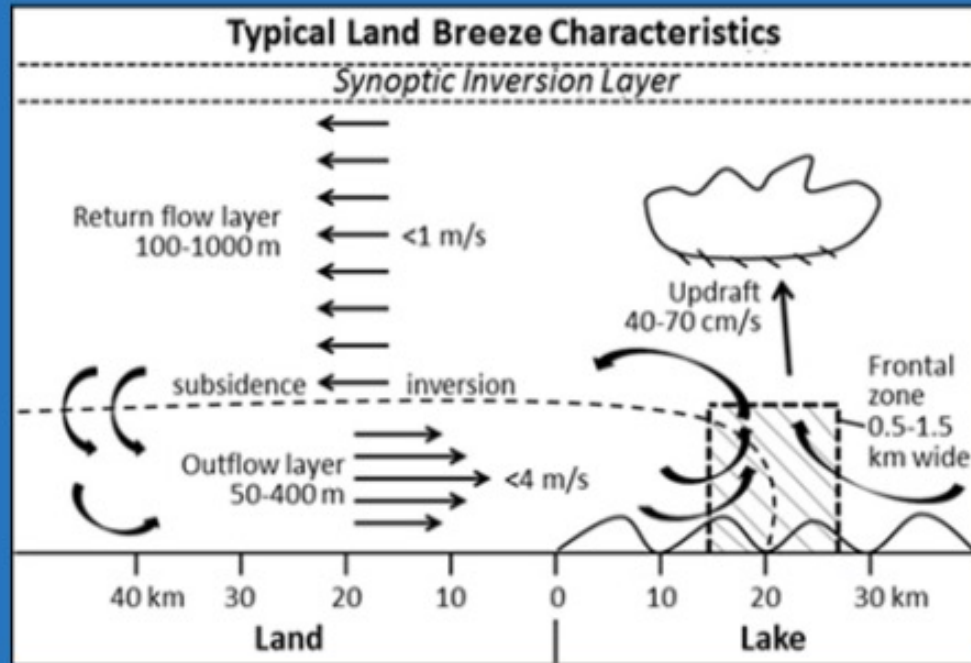 Typical Land Breeze Characteristics
Synoptic Inversion Layer
Return flow layer
100-1000 m
<1 m/s
Updraft
40-70 cm/s
Frontal
zone
0.5-1.5
km wide
subsidence
inversion
Outflow layer
50-400 m
<4 m/s
40 km 30 20 10 0 10 20 30 km
Land Lake